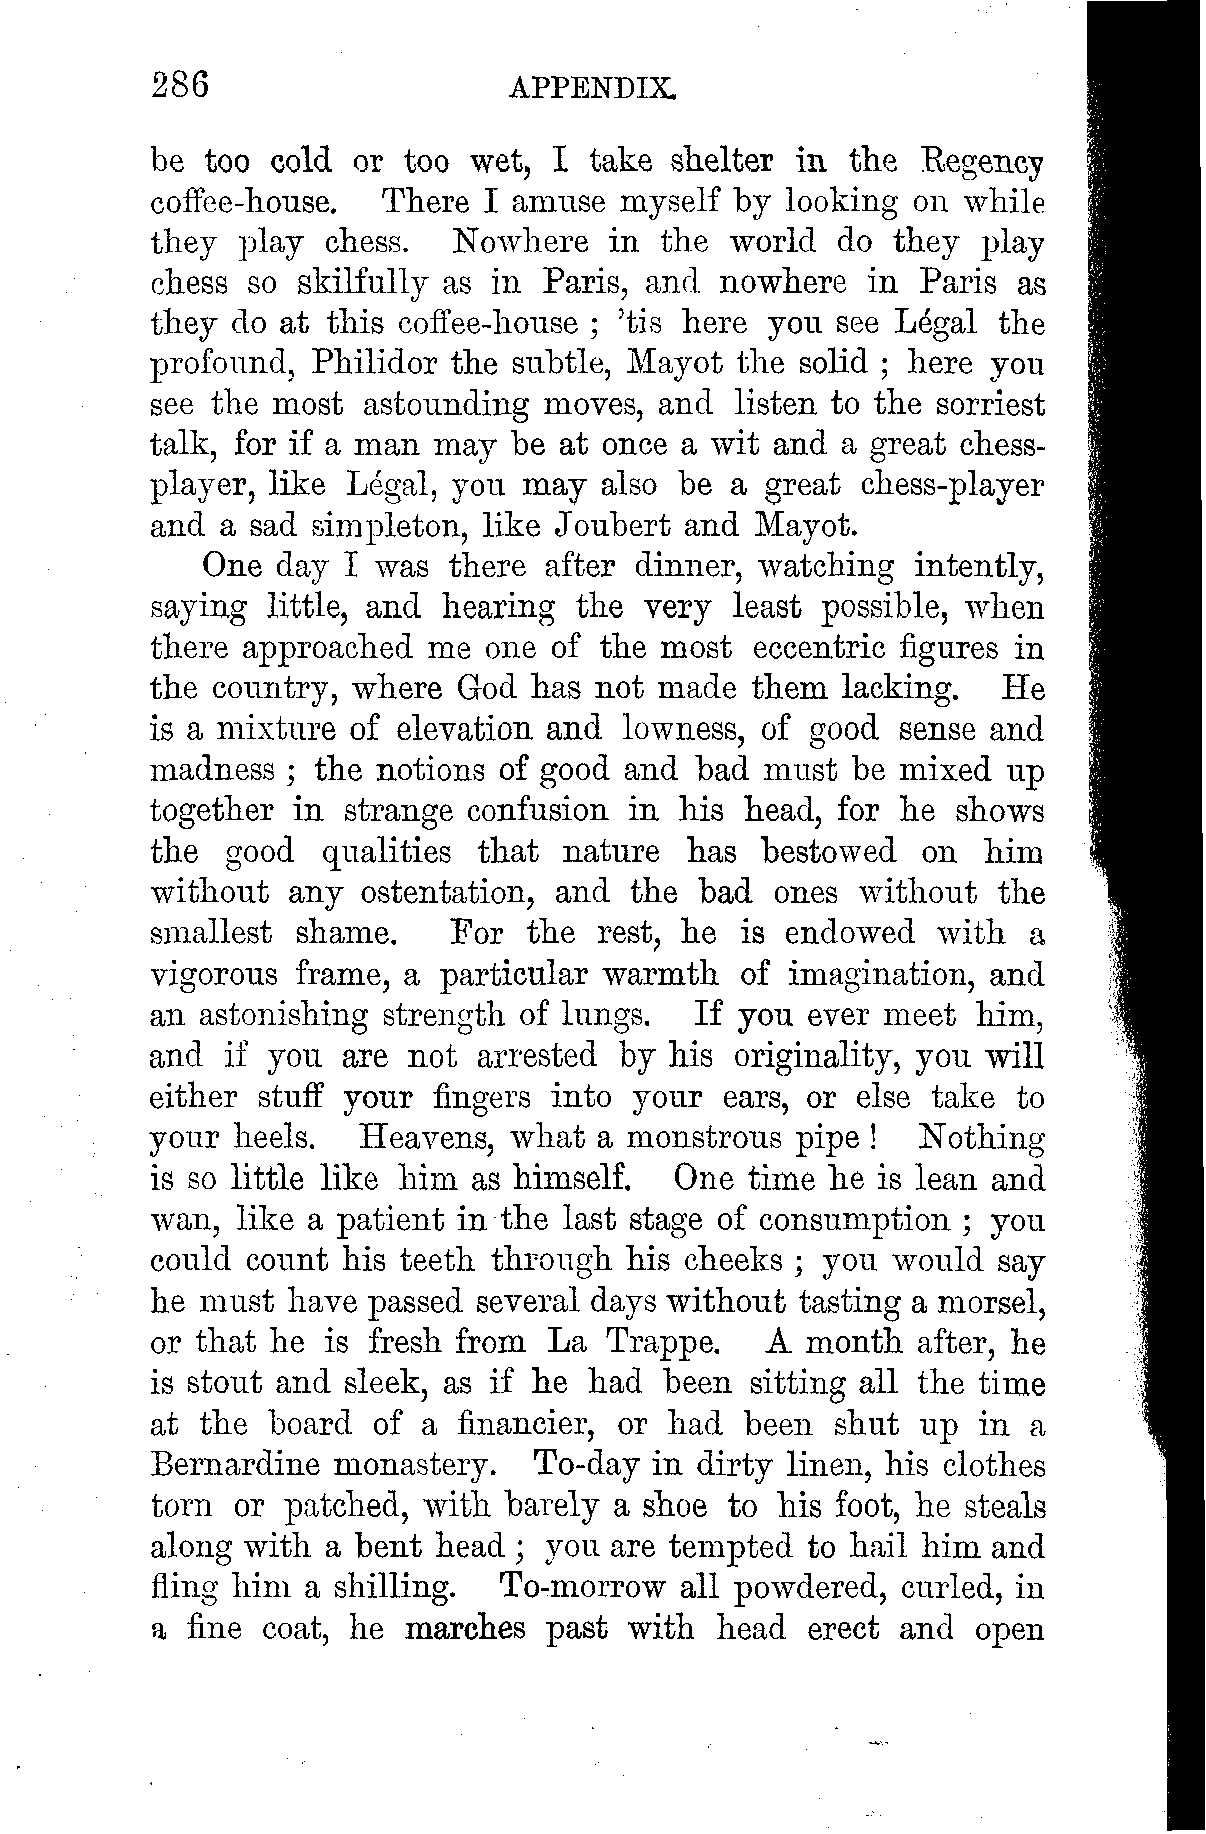 286 APPENDIX.
be too cold or too wet, I take shelter in the Regency
coffee-house. There I amuse myself by looking on while
they play chess. Nowhere in the world do they play
chess so skilfully as in Paris, and nowhere in Paris as
they do at this coffee-house ; 'tis here you see Légal the
profound, Philidor the subtle, Mayot the solid ; here you
see the most astounding moves, and listen to the sorriest
talk, for if a man may be at once a wit and a great chess-
player, like Légal, you may also be a great chess-player
and a sad simpleton, like Joubert and Mayot.
One day I was there after dinner, watching intently,
saying little, and hearing the very least possible, when
there approached me one of the most eccentric figures in
the country, where God has not made them lacking. He
is a mixture of elevation and lowness, of good sense and
madness ; the notions of good and bad must be mixed up
together in strange confusion in his head, for he shows
the good qualities that nature has bestowed on him
without any ostentation, and the bad ones without the
smallest shame. For the rest, he is endowed with a
vigorous frame, a particular warmth of imagination, and
an astonishing strength of lungs. If you ever meet him,
and if you are not arrested by his originality, you will
either stuff your fingers into your ears, or else take to
your heels. Heavens, what a monstrous pipe ! Nothing
is so little like him as himself. One time he is lean and
wan, like a patient in the last stage of consumption ; you
could count his teeth through his cheeks ; you would say
he must have passed several days without tasting a morsel,
or that he is fresh from La Trappe. A month after, he
is stout and sleek, as if he had been sitting all the time
at the board of a financier, or had been shut up in a
Bernardine monastery. To-day in dirty linen, his clothes
torn or patched, with barely a shoe to his foot, he steals
along with a bent head ; you are tempted to hail him and
fling him a shilling. To-morrow all powdered, curled, in
a fine coat, he marches past with head erect and open